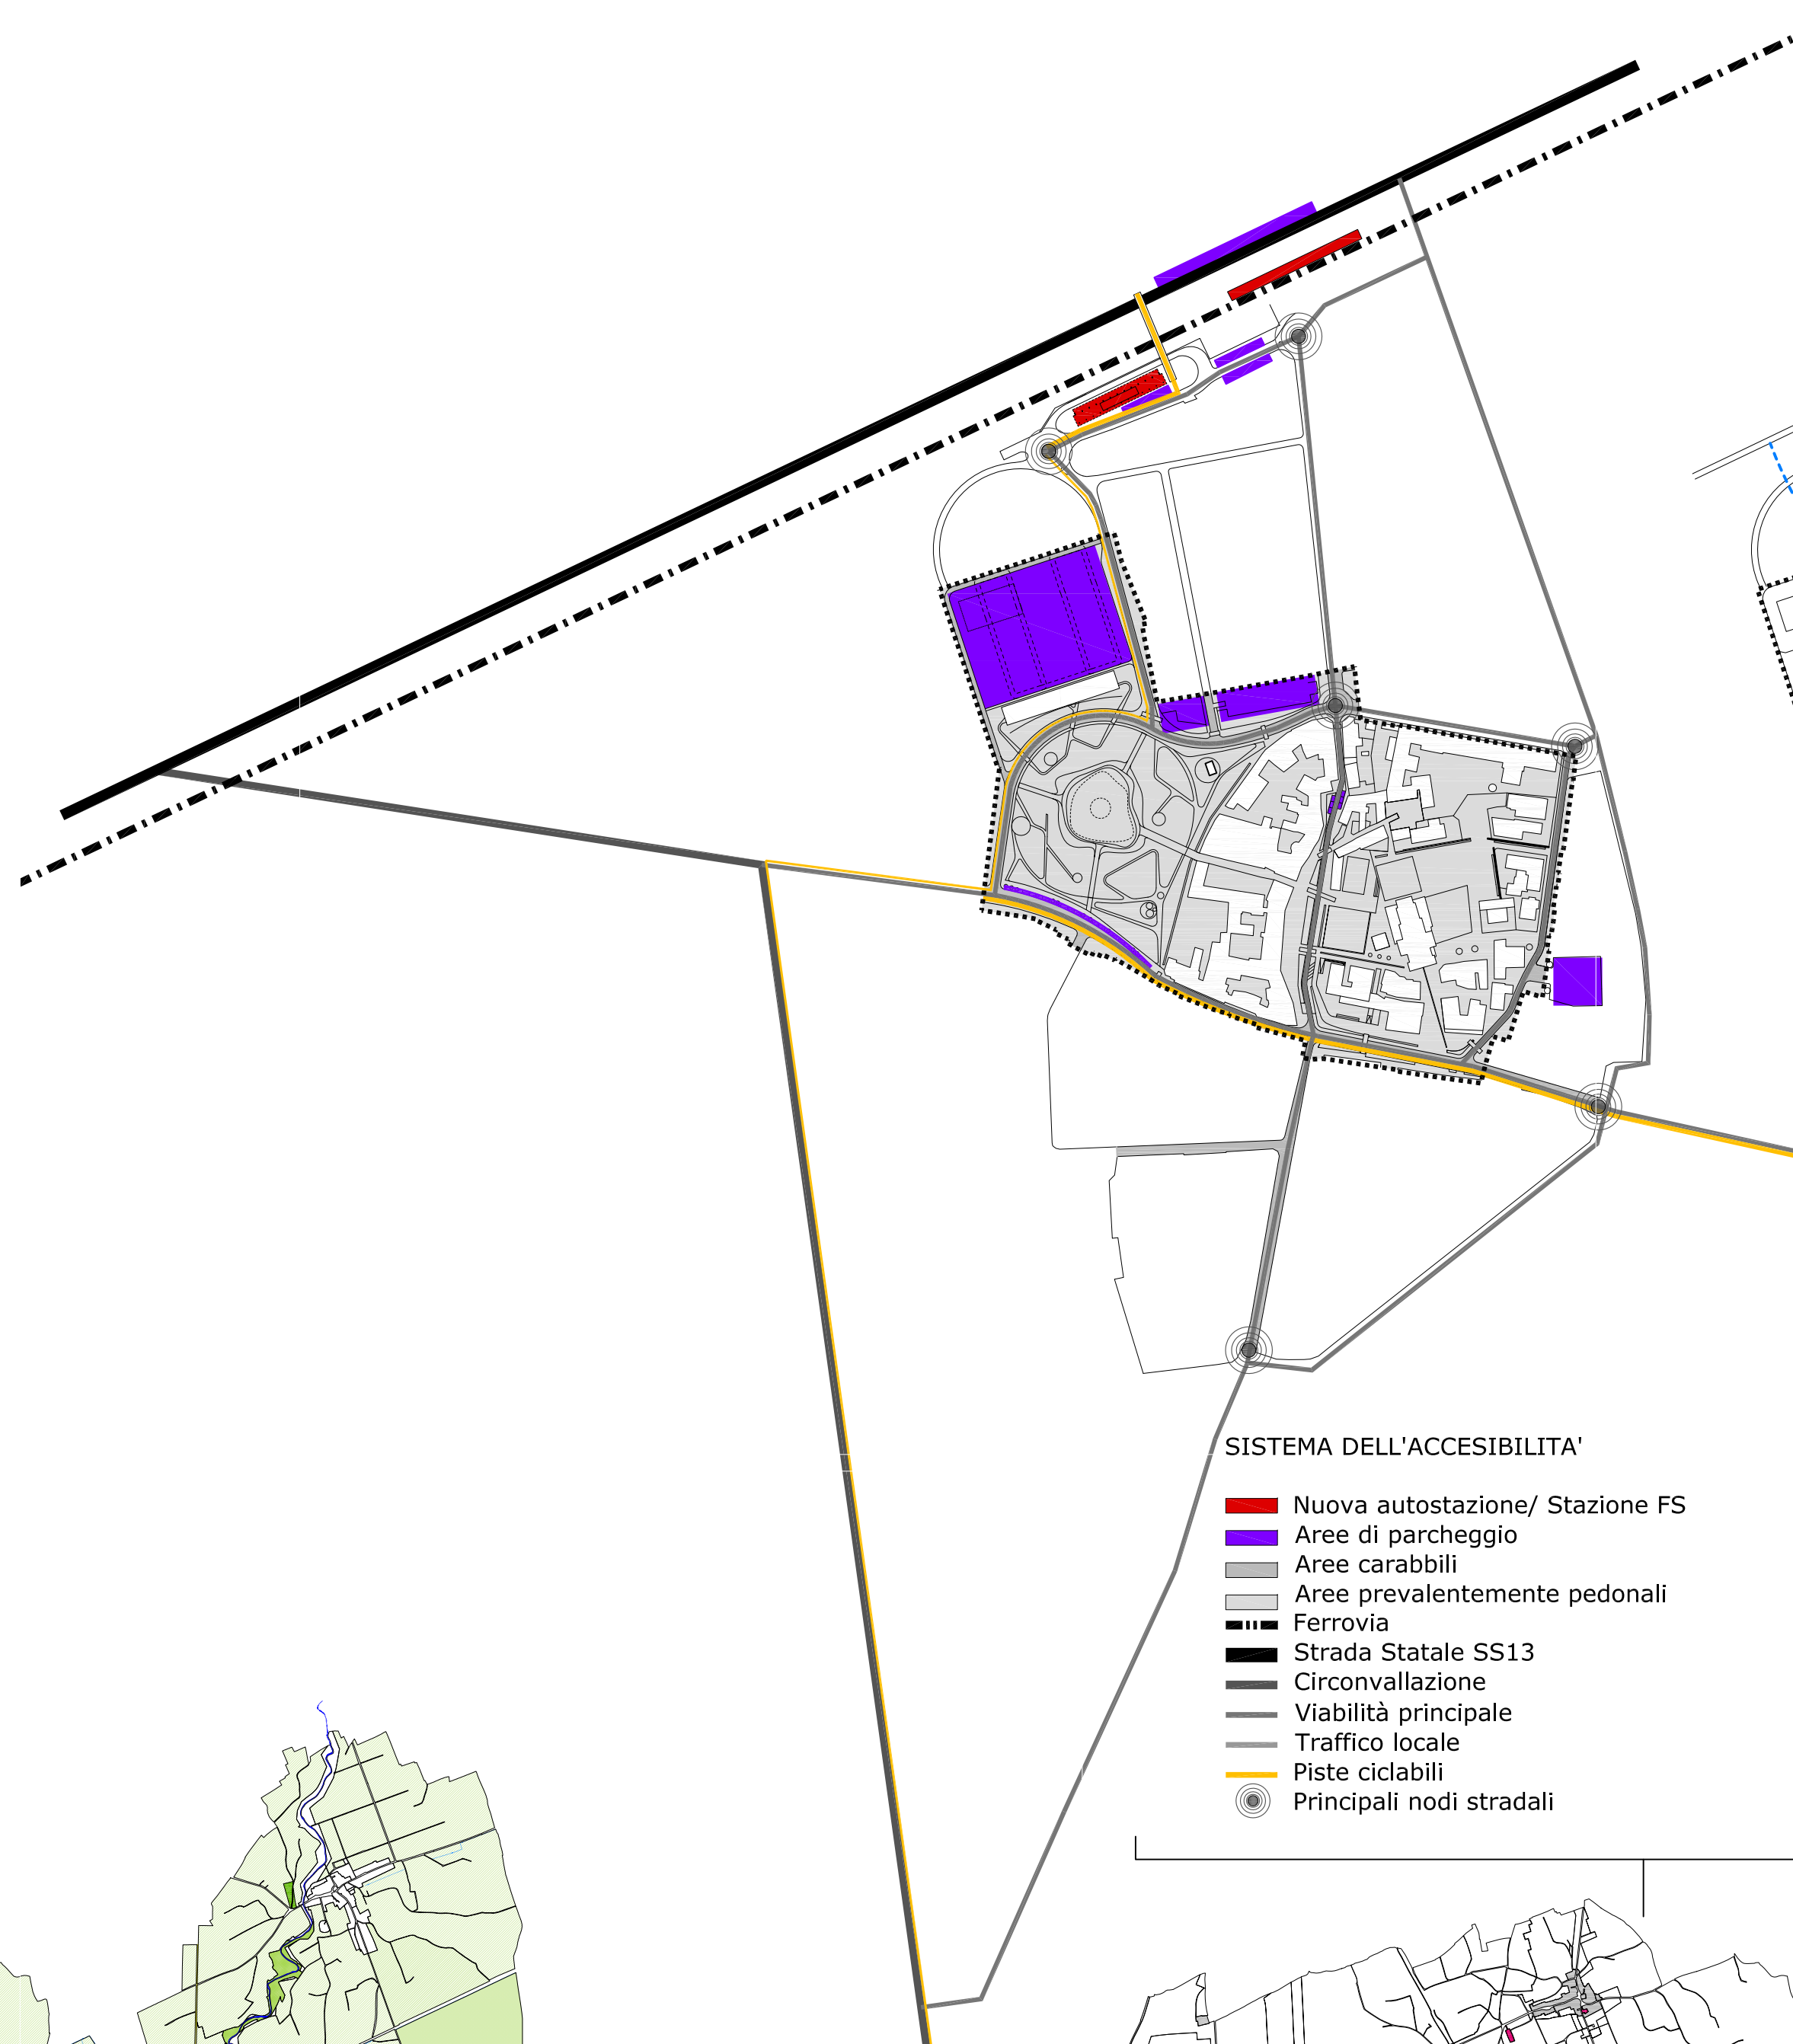 SISTEMA DELL'ACCESIBILITA'
Nuova autostazione/ Stazione FS
Aree di parcheggio
Aree carabbili
Aree prevalentemente pedonali
Ferrovia
Strada Statale SS13
Circonvallazione
Viabilità principale
Traffico locale
Piste ciclabili
Principali nodi stradali